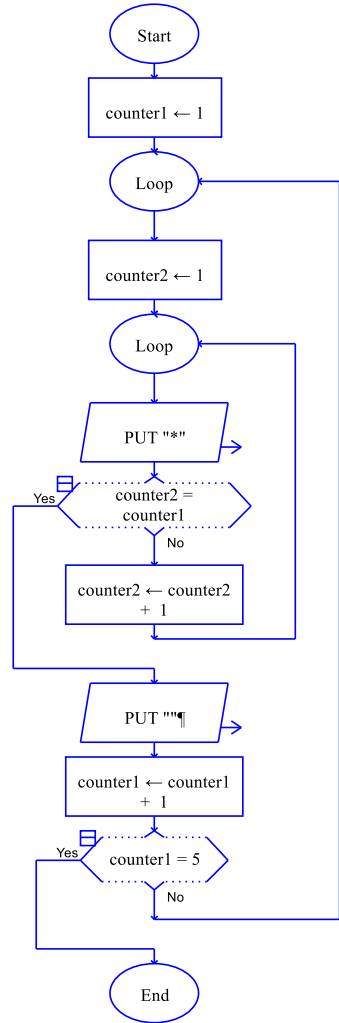 Start
counter1 ← 1
Loop
counter2 ← 1
Loop
PUT "*"
Yes
counter2 =
counter1
No
counter2 ← counter2
+ 1
PUT ""¶
counter1 ← counter1
+ 1
Yes
counter1 = 5
No
End